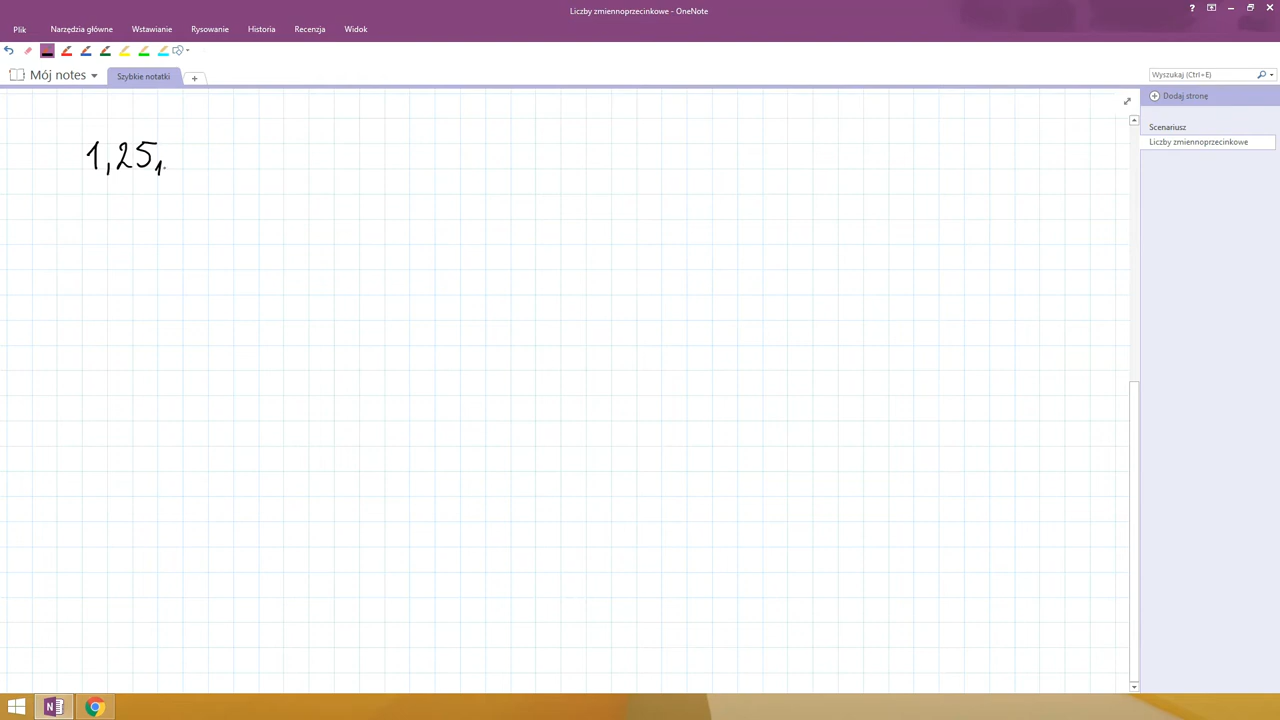 Liczby zmiennoprzecinkowe - OneNote
Plik Narzędzia główne Wstawianie Rysowanie Historia Recenzja Widok
Mój notes Szybkie notatki
Wyszukaj (Ctrl+E)
Dodaj stronę
Scenariusz
Liczby zmiennoprzecinkowe
1,25₁